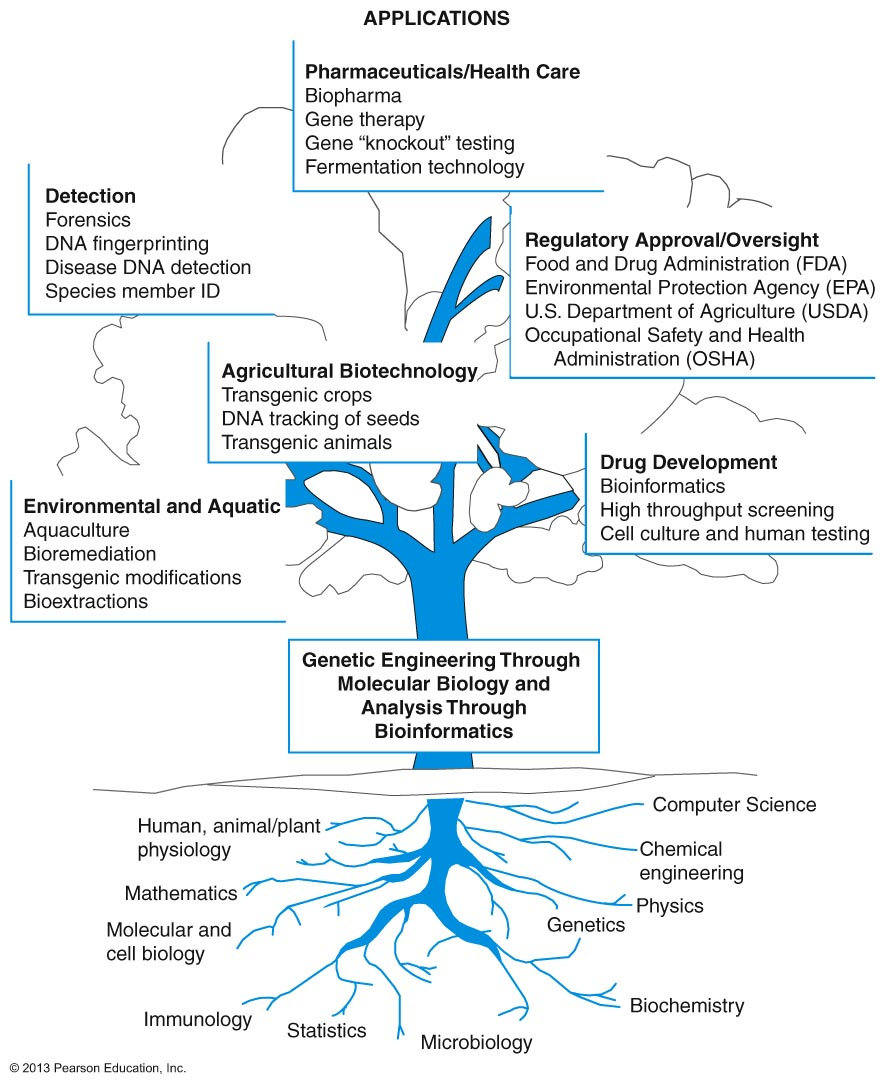 APPLICATIONS
Pharmaceuticals/Health Care
Biopharma
Gene therapy
Gene “knockout” testing
Fermentation technology
Detection
Forensics
DNA fingerprinting
Disease DNA detection
Species member ID
Regulatory Approval/Oversight
Food and Drug Administration (FDA)
Environmental Protection Agency (EPA)
U.S. Department of Agriculture (USDA)
Occupational Safety and Health
Administration (OSHA)
Agricultural Biotechnology
Transgenic crops
DNA tracking of seeds
Transgenic animals
Drug Development
Bioinformatics
High throughput screening
Cell culture and human testing
Environmental and Aquatic
Aquaculture
Bioremediation
Transgenic modifications
Bioextractions
Genetic Engineering Through
Molecular Biology and
Analysis Through
Bioinformatics
Computer Science
Human, animal/plant
physiology
Chemical
engineering
Mathematics
Physics
Molecular and
cell biology
Genetics
Immunology
Statistics
Microbiology
Biochemistry
© 2013 Pearson Education, Inc.